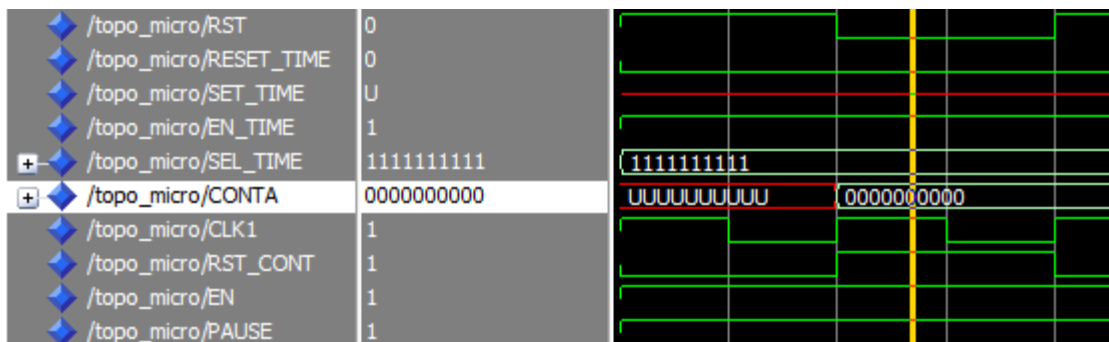 /topo_micro/RST 0
/topo_micro/RESET_TIME 0
/topo_micro/SET_TIME U
/topo_micro/EN_TIME 1
/topo_micro/SEL_TIME 1111111111 1111111111
/topo_micro/CONTA 0000000000 UUUUUUUUUU 0000000000
/topo_micro/CLK1 1
/topo_micro/RST_CONT 1
/topo_micro/EN 1
/topo_micro/PAUSE 1